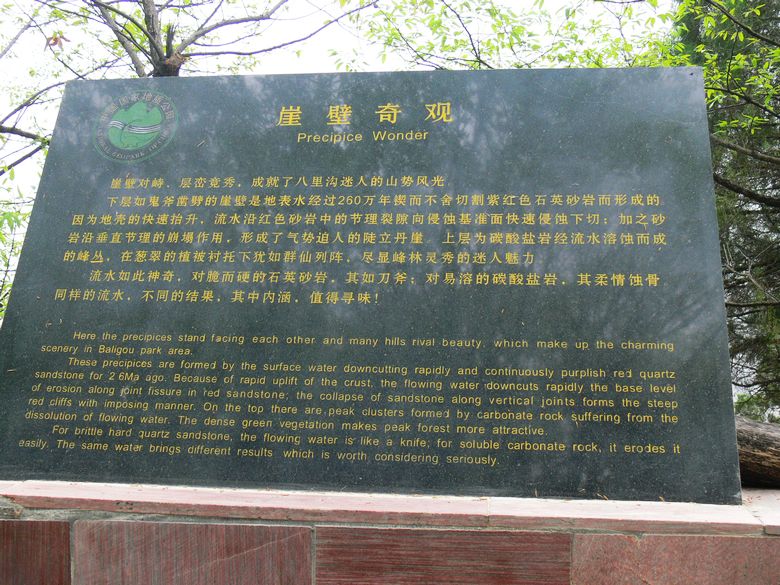 中国国家地质公园
崖壁奇观
Precipice Wonder
崖壁对峙、层峦竞秀，成就了八里沟迷人的山势风光
下层如鬼斧凿劈的崖壁是地表水经过260万年锲而不舍切割紫红色石英砂岩而形成的
因为地壳的快速抬升，流水沿红色砂岩中的节理裂隙向侵蚀基准面快速侵蚀下切；加之砂
岩沿垂直节理的崩塌作用，形成了气势迫人的陡立丹崖 上层为碳酸盐岩经流水溶蚀而成
的峰丛，在葱翠的植被衬托下犹如群仙列阵，尽显峰林灵秀的迷人魅力
流水如此神奇，对脆而硬的石英砂岩，其如刀斧；对易溶的碳酸盐岩，其柔情蚀骨
同样的流水，不同的结果，其中内涵，值得寻味！
Here the precipices stand facing each other and many hills rival beauty, which make up the charming
scenery in Baligou park area.
These precipices are formed by the surface water downcutting rapidly and continuously purplish red quartz
sandstone for 2 6Ma ago. Because of rapid uplift of the crust, the flowing water downcuts rapidly the base level
of erosion along joint fissure in red sandstone; the collapse of sandstone along vertical joints forms the steep
red cliffs with imposing manner. On the top there are peak clusters formed by carbonate rock suffering from the
dissolution of flowing water. The dense green vegetation makes peak forest more attractive.
For brittle hard quartz sandstone, the flowing water is like a knife; for soluble carbonate rock, it erodes it
easily. The same water brings different results which is worth considering seriously.